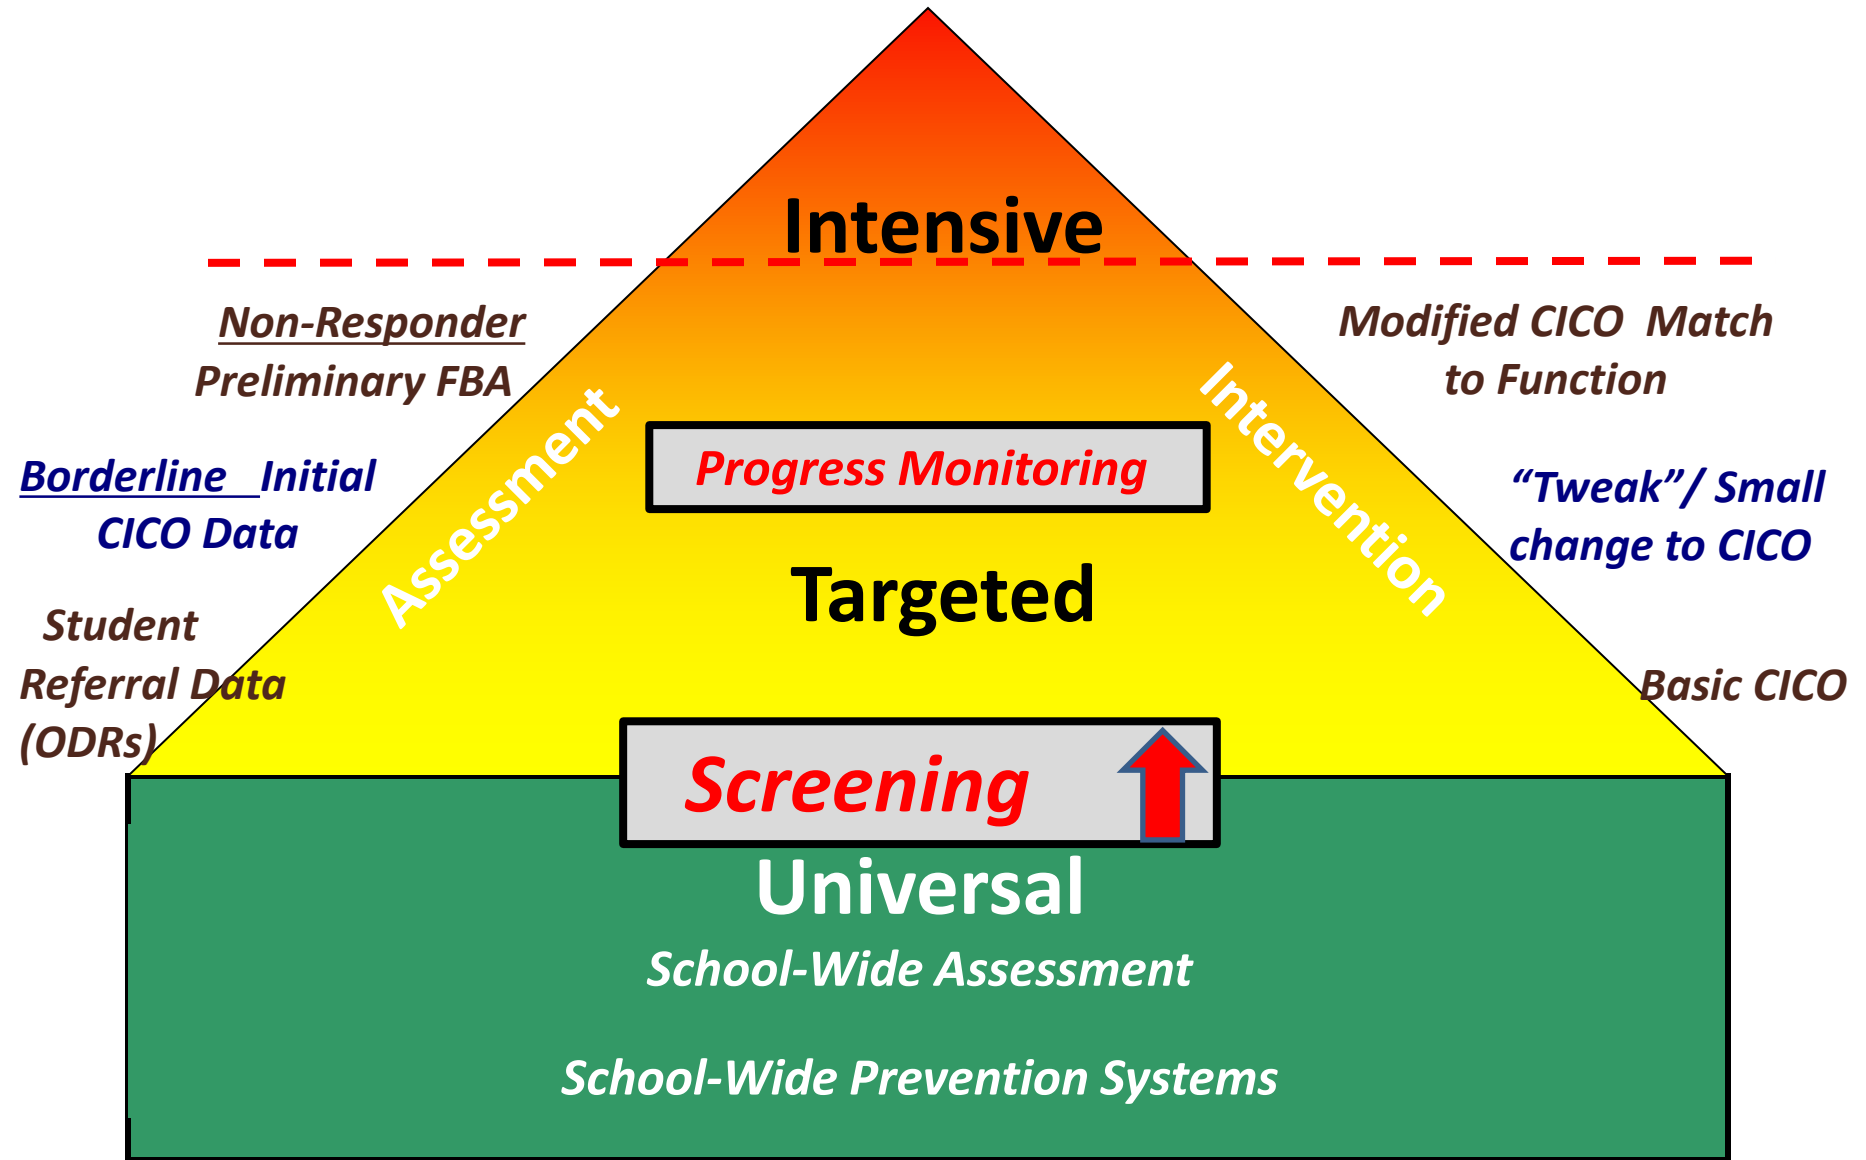 Intensive
Non-Responder
Preliminary FBA
Modified CICO  Match
to Function
Assessment
Intervention
Progress Monitoring
Borderline   Initial
CICO Data
“Tweak”/ Small
change to CICO
Targeted
Student
Referral Data
(ODRs)
Basic CICO
Screening
Universal
School-Wide Assessment
School-Wide Prevention Systems